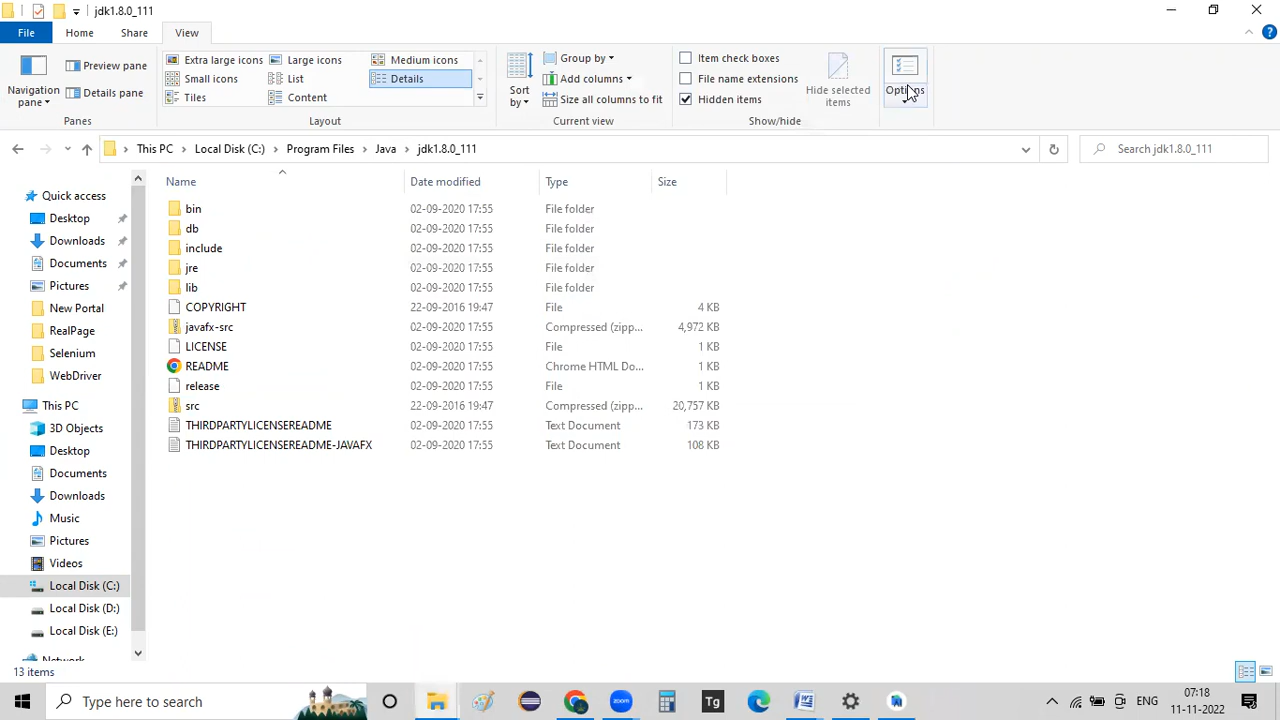 jdk1.8.0_111
File Home Share View
Navigation pane
Preview pane
Details pane
Panes
Extra large icons Large icons Medium icons
Small icons List Details
Tiles Content
Layout
Sort by
Group by
Add columns
Size all columns to fit
Current view
Item check boxes
File name extensions
Hidden items
Hide selected items
Show/hide
Options
This PC Local Disk (C:) Program Files Java jdk1.8.0_111
Search jdk1.8.0_111
Quick access
Desktop
Downloads
Documents
Pictures
New Portal
RealPage
Selenium
WebDriver
This PC
3D Objects
Desktop
Documents
Downloads
Music
Pictures
Videos
Local Disk (C:)
Local Disk (D:)
Local Disk (E:)
Network
Name Date modified Type Size
bin 02-09-2020 17:55 File folder
db 02-09-2020 17:55 File folder
include 02-09-2020 17:55 File folder
jre 02-09-2020 17:55 File folder
lib 02-09-2020 17:55 File folder
COPYRIGHT 22-09-2016 19:47 File 4 KB
javafx-src 02-09-2020 17:55 Compressed (zipp... 4,972 KB
LICENSE 02-09-2020 17:55 File 1 KB
README 02-09-2020 17:55 Chrome HTML Do... 1 KB
release 02-09-2020 17:55 File 1 KB
src 22-09-2016 19:47 Compressed (zipp... 20,757 KB
THIRDPARTYLICENSEREADME 02-09-2020 17:55 Text Document 173 KB
THIRDPARTYLICENSEREADME-JAVAFX 02-09-2020 17:55 Text Document 108 KB
13 items
Type here to search
zoom
Tg
ENG
07:18
11-11-2022